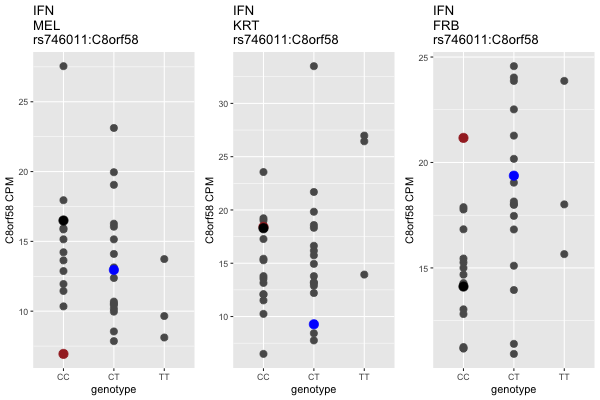 IFN
MEL
rs746011:C8orf58
C8orf58 CPM
25
20
15
10
CC CT TT
genotype
IFN
KRT
rs746011:C8orf58
C8orf58 CPM
30
25
20
15
10
CC CT TT
genotype
IFN
FRB
rs746011:C8orf58
C8orf58 CPM
25
20
15
CC CT TT
genotype